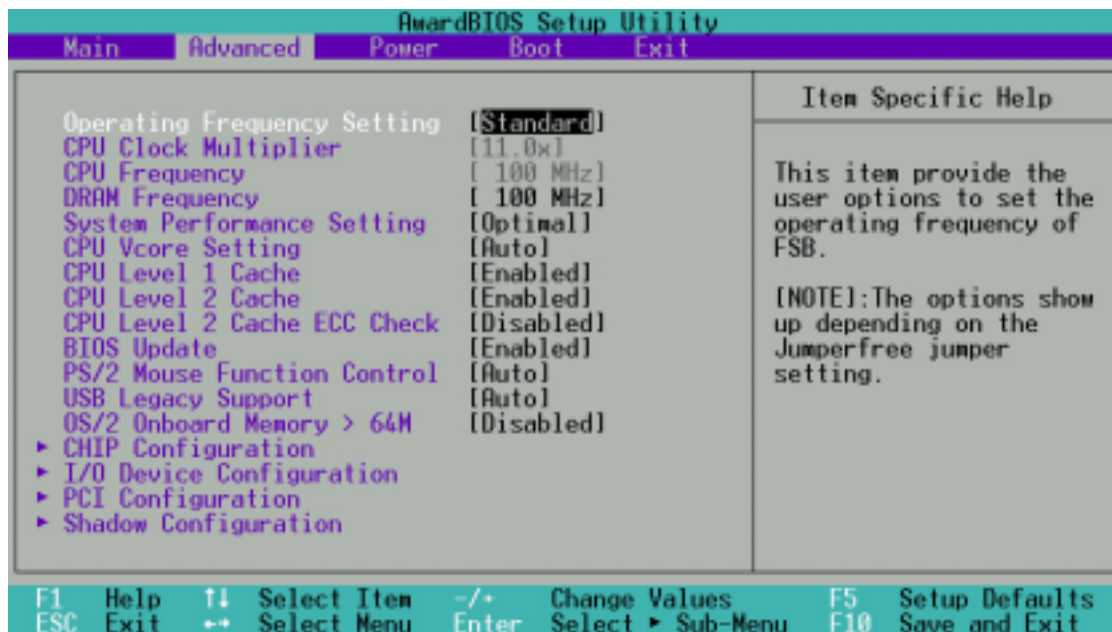 AwardBIOS Setup Utility
Main Advanced Power Boot Exit
Operating Frequency Setting [Standard]
CPU Clock Multiplier [11.0x]
CPU Frequency [ 100 MHz]
DRAM Frequency [ 100 MHz]
System Performance Setting [Optimal]
CPU Vcore Setting [Auto]
CPU Level 1 Cache [Enabled]
CPU Level 2 Cache [Enabled]
CPU Level 2 Cache ECC Check [Disabled]
BIOS Update [Enabled]
PS/2 Mouse Function Control [Auto]
USB Legacy Support [Auto]
OS/2 Onboard Memory > 64M [Disabled]
► CHIP Configuration
► I/O Device Configuration
► PCI Configuration
► Shadow Configuration
Item Specific Help
This item provide the
user options to set the
operating frequency of
FSB.
[NOTE]:The options show
up depending on the
Jumperfree jumper
setting.
F1 Help ↑↓ Select Item -/+ Change Values F5 Setup Defaults
ESC Exit ←→ Select Menu Enter Select ► Sub-Menu F10 Save and Exit